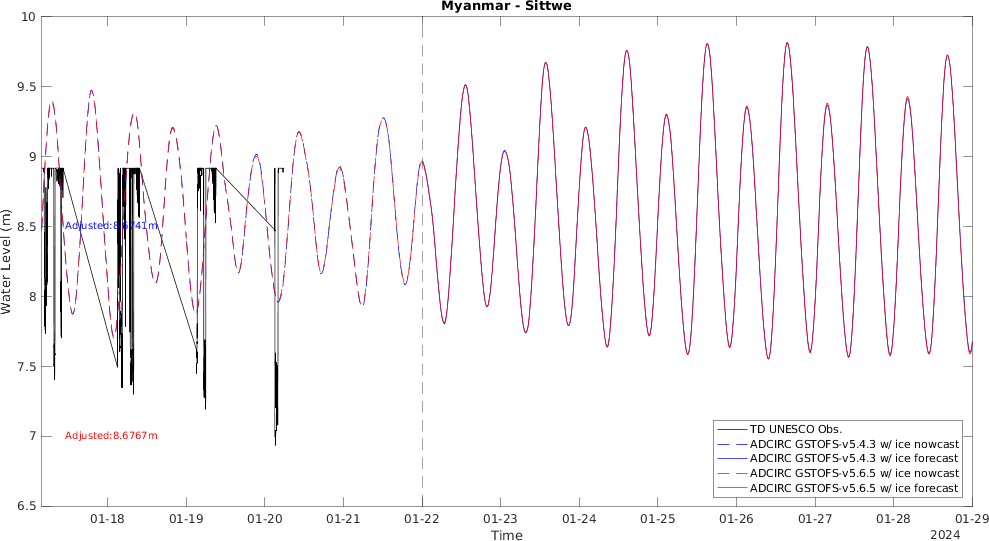 Myanmar - Sittwe
10
9.5
9
8.5
8
7.5
7
6.5
Water Level (m)
Adjusted:8.6741m
Adjusted:8.6767m
TD UNESCO Obs.
ADCIRC GSTOFS-v5.4.3 w/ ice nowcast
ADCIRC GSTOFS-v5.4.3 w/ ice forecast
ADCIRC GSTOFS-v5.6.5 w/ ice nowcast
ADCIRC GSTOFS-v5.6.5 w/ ice forecast
01-18 01-19 01-20 01-21 01-22 01-23 01-24 01-25 01-26 01-27 01-28 01-29
Time
2024